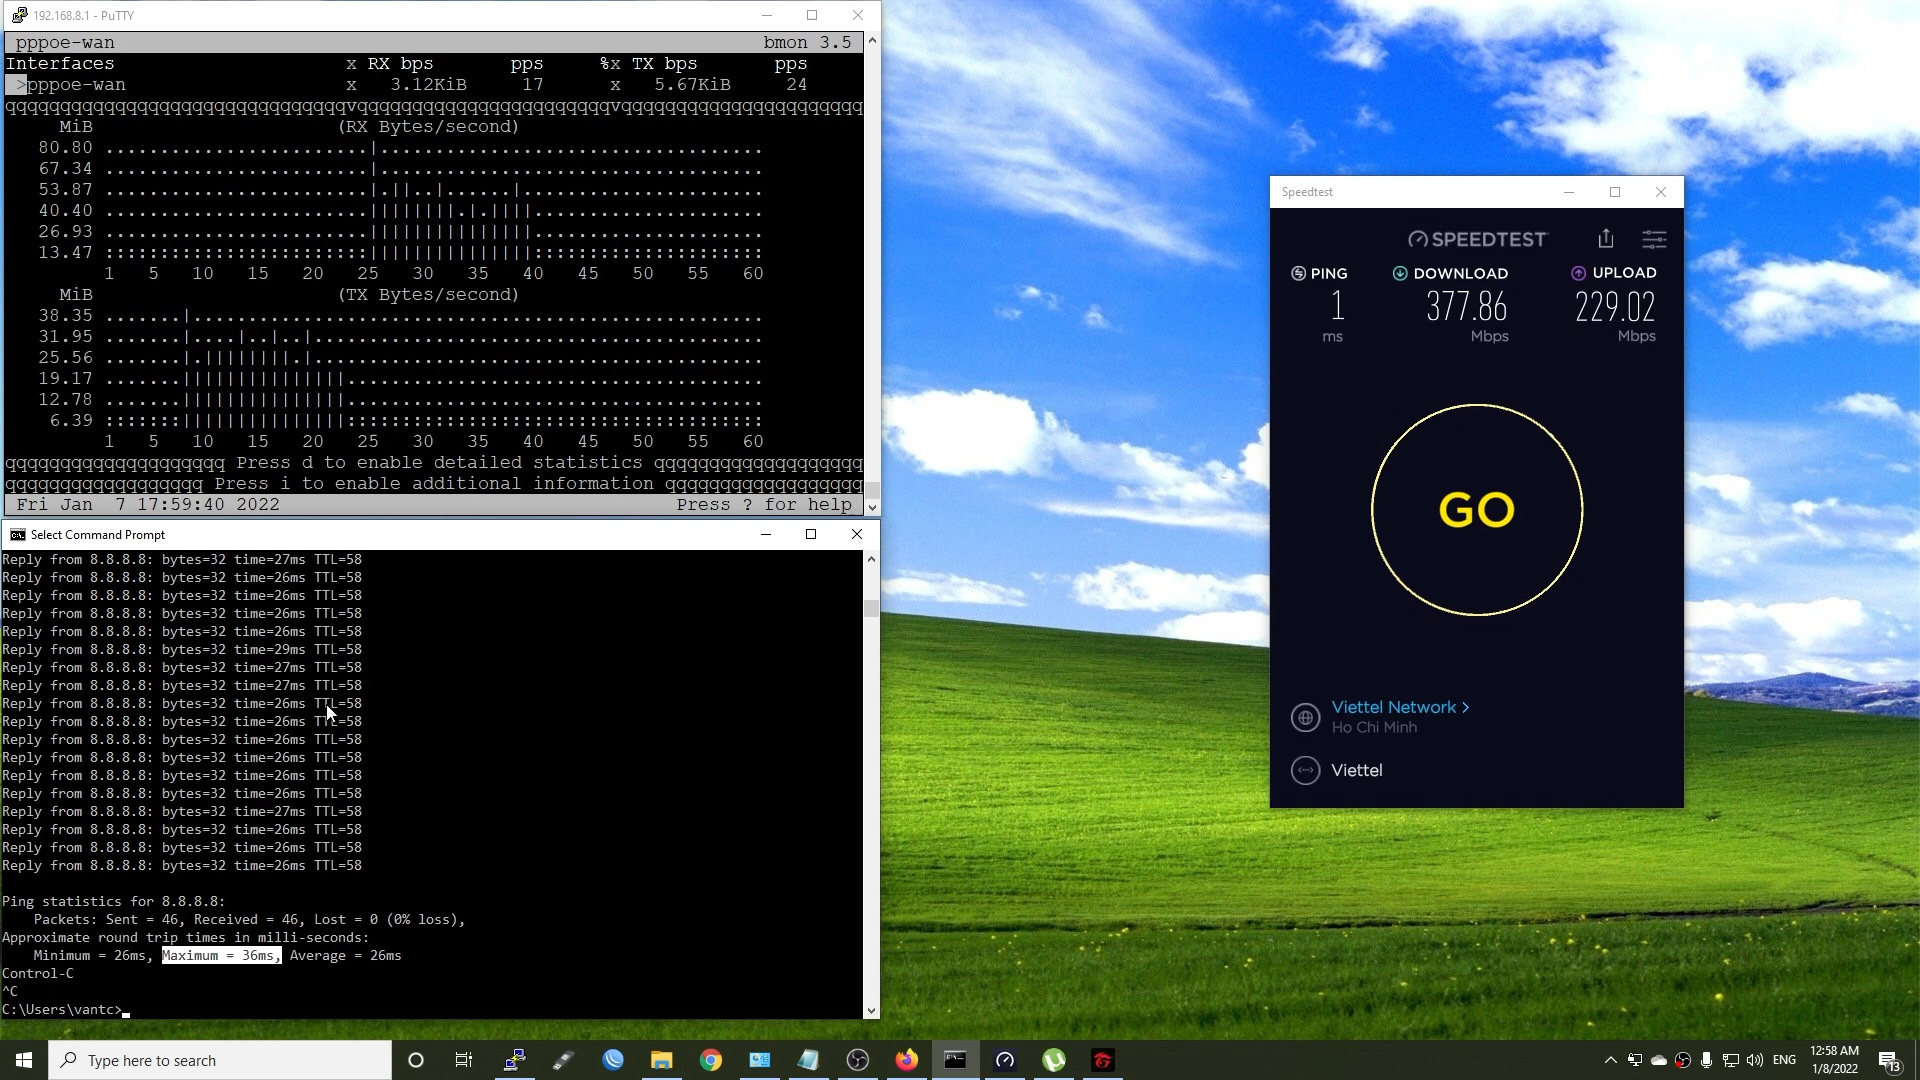 192.168.8.1 - PuTTY
pppoe-wan bmon 3.5
Interfaces x RX bps pps %x TX bps pps
>pppoe-wan x 3.12KiB 17 x 5.67KiB 24
MiB (RX Bytes/second)
80.80
67.34
53.87
40.40
26.93
13.47
1 5 10 15 20 25 30 35 40 45 50 55 60
MiB (TX Bytes/second)
38.35
31.95
25.56
19.17
12.78
6.39
1 5 10 15 20 25 30 35 40 45 50 55 60
Press d to enable detailed statistics
Press i to enable additional information
Fri Jan 7 17:59:40 2022 Press ? for help
Select Command Prompt
Reply from 8.8.8.8: bytes=32 time=27ms TTL=58
Reply from 8.8.8.8: bytes=32 time=26ms TTL=58
Reply from 8.8.8.8: bytes=32 time=26ms TTL=58
Reply from 8.8.8.8: bytes=32 time=26ms TTL=58
Reply from 8.8.8.8: bytes=32 time=26ms TTL=58
Reply from 8.8.8.8: bytes=32 time=29ms TTL=58
Reply from 8.8.8.8: bytes=32 time=27ms TTL=58
Reply from 8.8.8.8: bytes=32 time=27ms TTL=58
Reply from 8.8.8.8: bytes=32 time=26ms TTL=58
Reply from 8.8.8.8: bytes=32 time=26ms TTL=58
Reply from 8.8.8.8: bytes=32 time=26ms TTL=58
Reply from 8.8.8.8: bytes=32 time=26ms TTL=58
Reply from 8.8.8.8: bytes=32 time=26ms TTL=58
Reply from 8.8.8.8: bytes=32 time=26ms TTL=58
Reply from 8.8.8.8: bytes=32 time=27ms TTL=58
Reply from 8.8.8.8: bytes=32 time=26ms TTL=58
Reply from 8.8.8.8: bytes=32 time=26ms TTL=58
Reply from 8.8.8.8: bytes=32 time=26ms TTL=58
Ping statistics for 8.8.8.8:
Packets: Sent = 46, Received = 46, Lost = 0 (0% loss),
Approximate round trip times in milli-seconds:
Minimum = 26ms, Maximum = 36ms, Average = 26ms
Control-C
^C
C:\Users\vantc>
Speedtest
SPEEDTEST
PING DOWNLOAD UPLOAD
1 377.86 229.02
ms Mbps Mbps
GO
Viettel Network >
Ho Chi Minh
Viettel
Type here to search
ENG
12:58 AM
1/8/2022
13